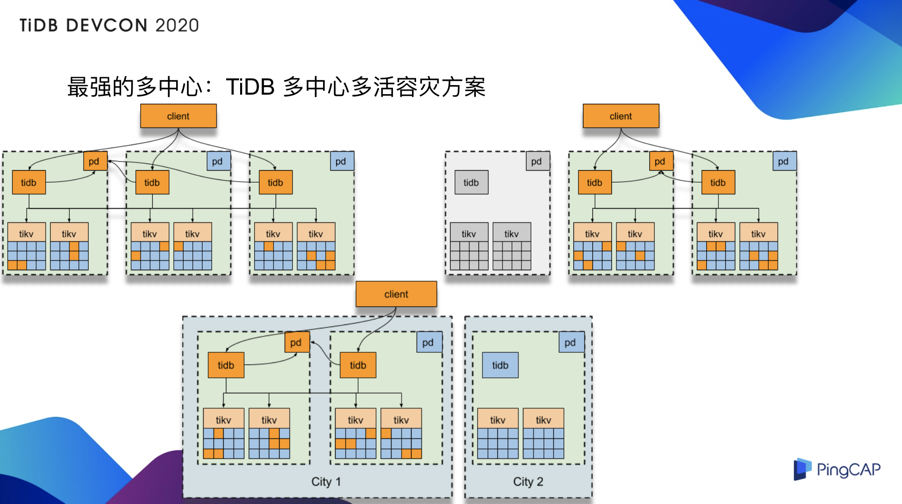 TiDB DEVCON 2020
最强的多中心：TiDB 多中心多活容灾方案
client
pd
pd
pd
tidb
tidb
tidb
tikv
tikv
tikv
tikv
tikv
tikv
client
pd
pd
pd
tidb
tidb
tidb
tikv
tikv
tikv
tikv
tikv
tikv
client
pd
pd
pd
tidb
tidb
tidb
tikv
tikv
tikv
tikv
tikv
tikv
City 1
City 2
PingCAP